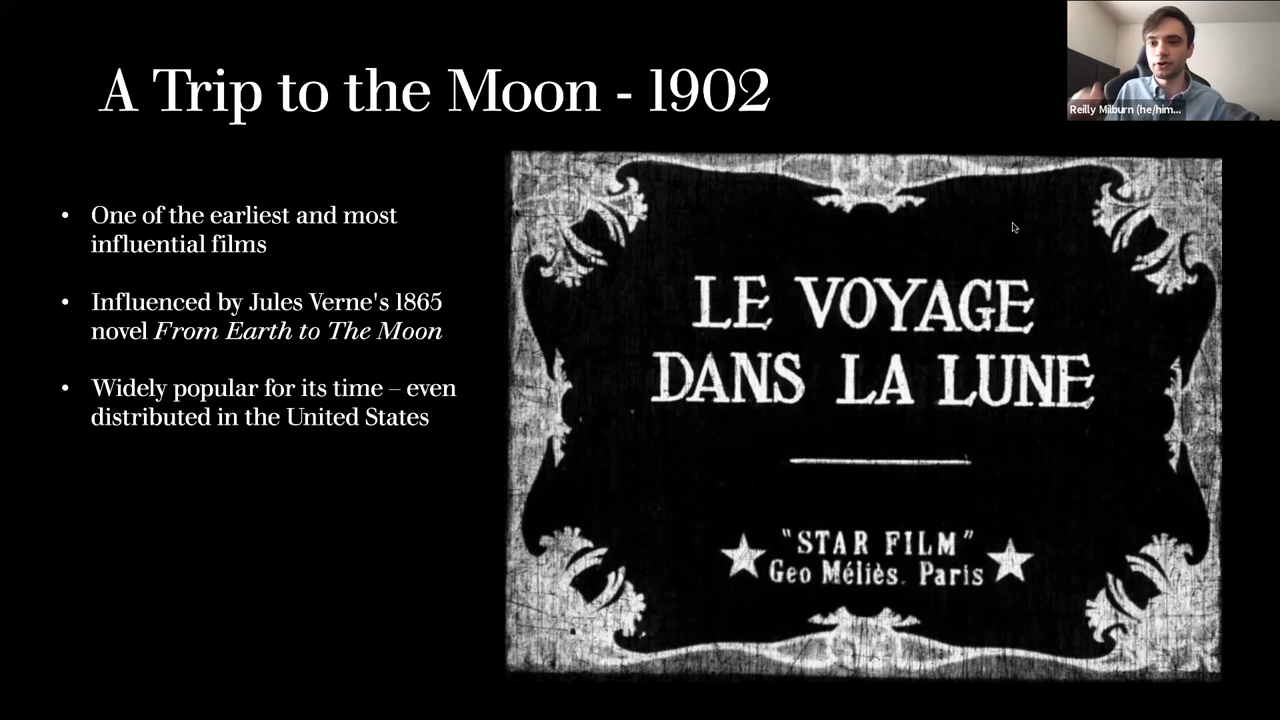 A Trip to the Moon - 1902
Reilly Milburn (he/him...
• One of the earliest and most
influential films
• Influenced by Jules Verne's 1865
novel From Earth to The Moon
• Widely popular for its time – even
distributed in the United States
LE VOYAGE
DANS LA LUNE
"STAR FILM"
Geo Méliès. Paris